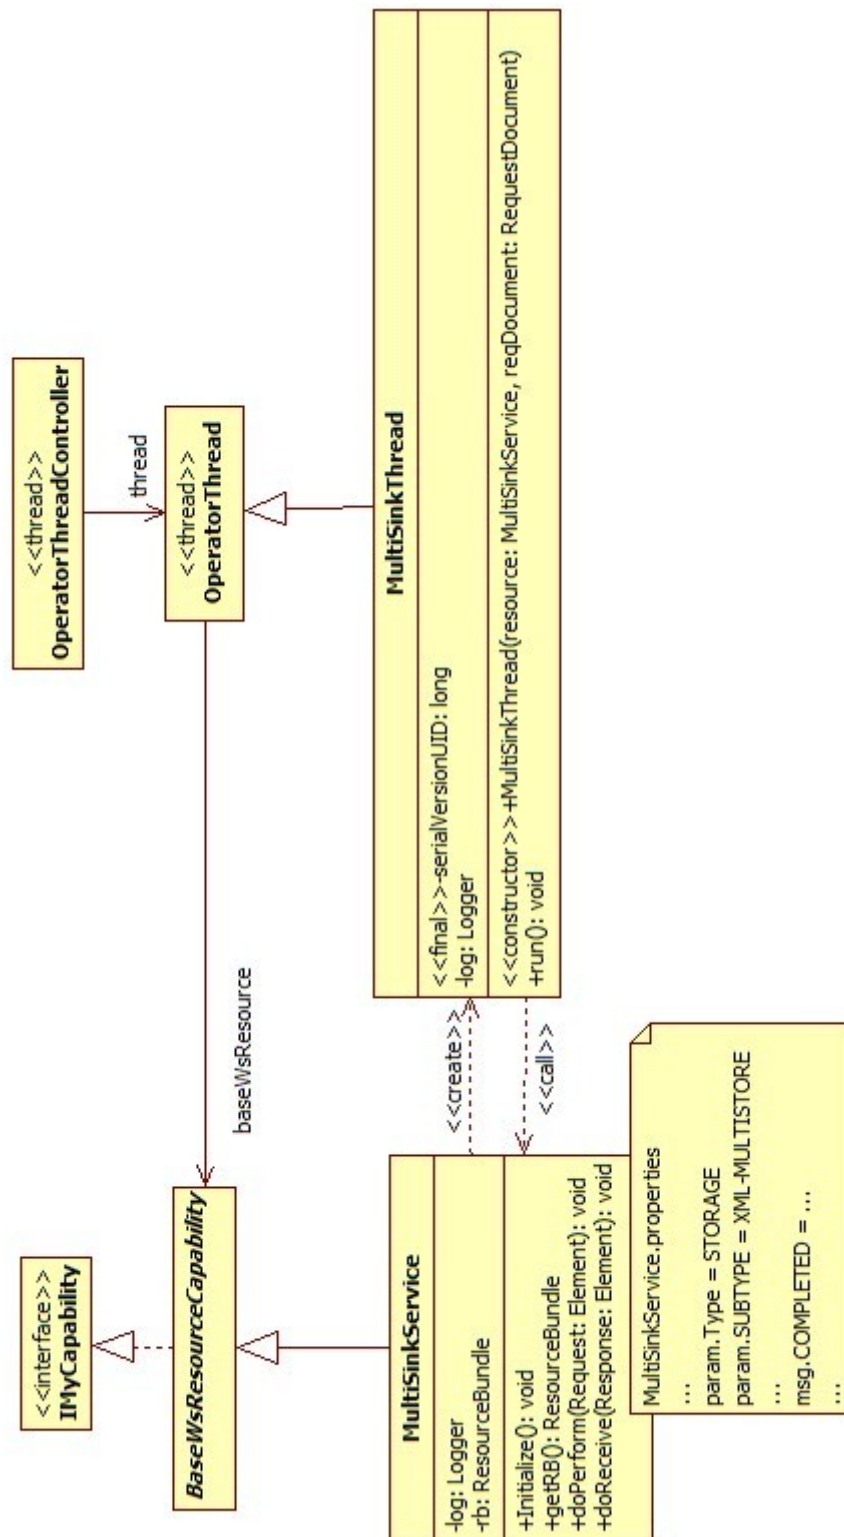 <<interface>>
IMyCapability
BaseWsResourceCapability
baseWsResource
<<thread>>
OperatorThreadController
thread
<<thread>>
OperatorThread
MultiSinkService
-log: Logger
-rb: ResourceBundle
+Initialize(): void
+getRB(): ResourceBundle
+doPerform(Request: Element): void
+doReceive(Response: Element): void
<<create>>
<<call>>
MultiSinkThread
<<final>>-serialVersionUID: long
-log: Logger
<<constructor>>+MultiSinkThread(resource: MultiSinkService, reqDocument: RequestDocument)
+run(): void
MultiSinkService.properties
...
param.Type = STORAGE
param.SUBTYPE = XML-MULTISTORE
...
msg.COMPLETED = ...
...